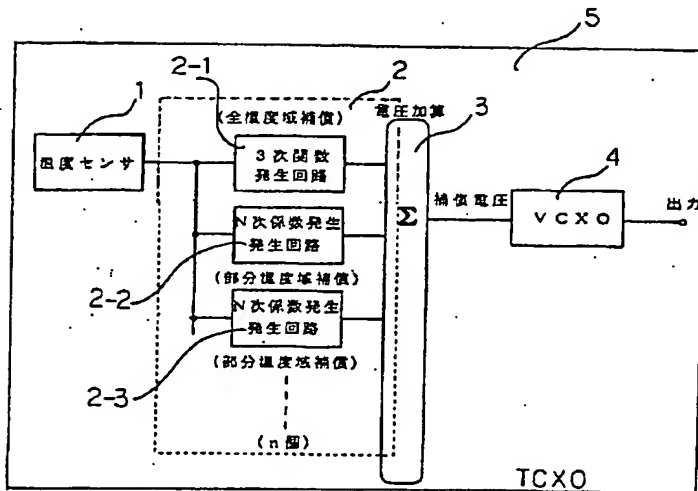 5
2-1
2
1
(全温度域補償)
電圧加算
3
温度センサ
3次関数
発生回路
4
Σ
補償電圧
VCXO
出力
N次係数発生
発生回路
2-2
(部分温度域補償)
N次係数発生
発生回路
(部分温度域補償)
2-3
(n個)
TCXO